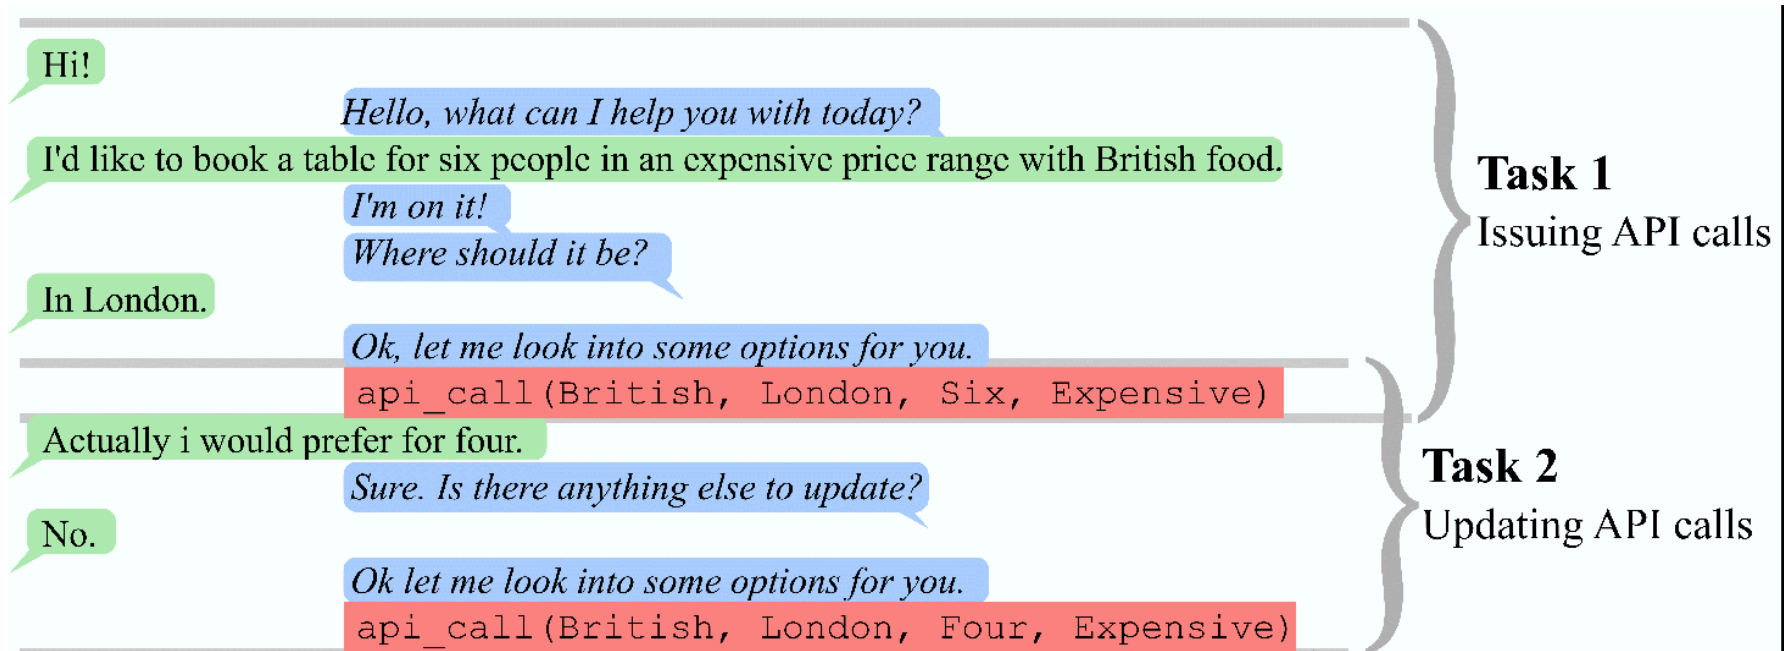 Hi!
Hello, what can I help you with today?
I'd like to book a table for six people in an expensive price range with British food.
I'm on it!
Where should it be?
In London.
Ok, let me look into some options for you.
api_call(British, London, Six, Expensive)
Task 1
Issuing API calls
Actually i would prefer for four.
Sure. Is there anything else to update?
No.
Ok let me look into some options for you.
api_call(British, London, Four, Expensive)
Task 2
Updating API calls